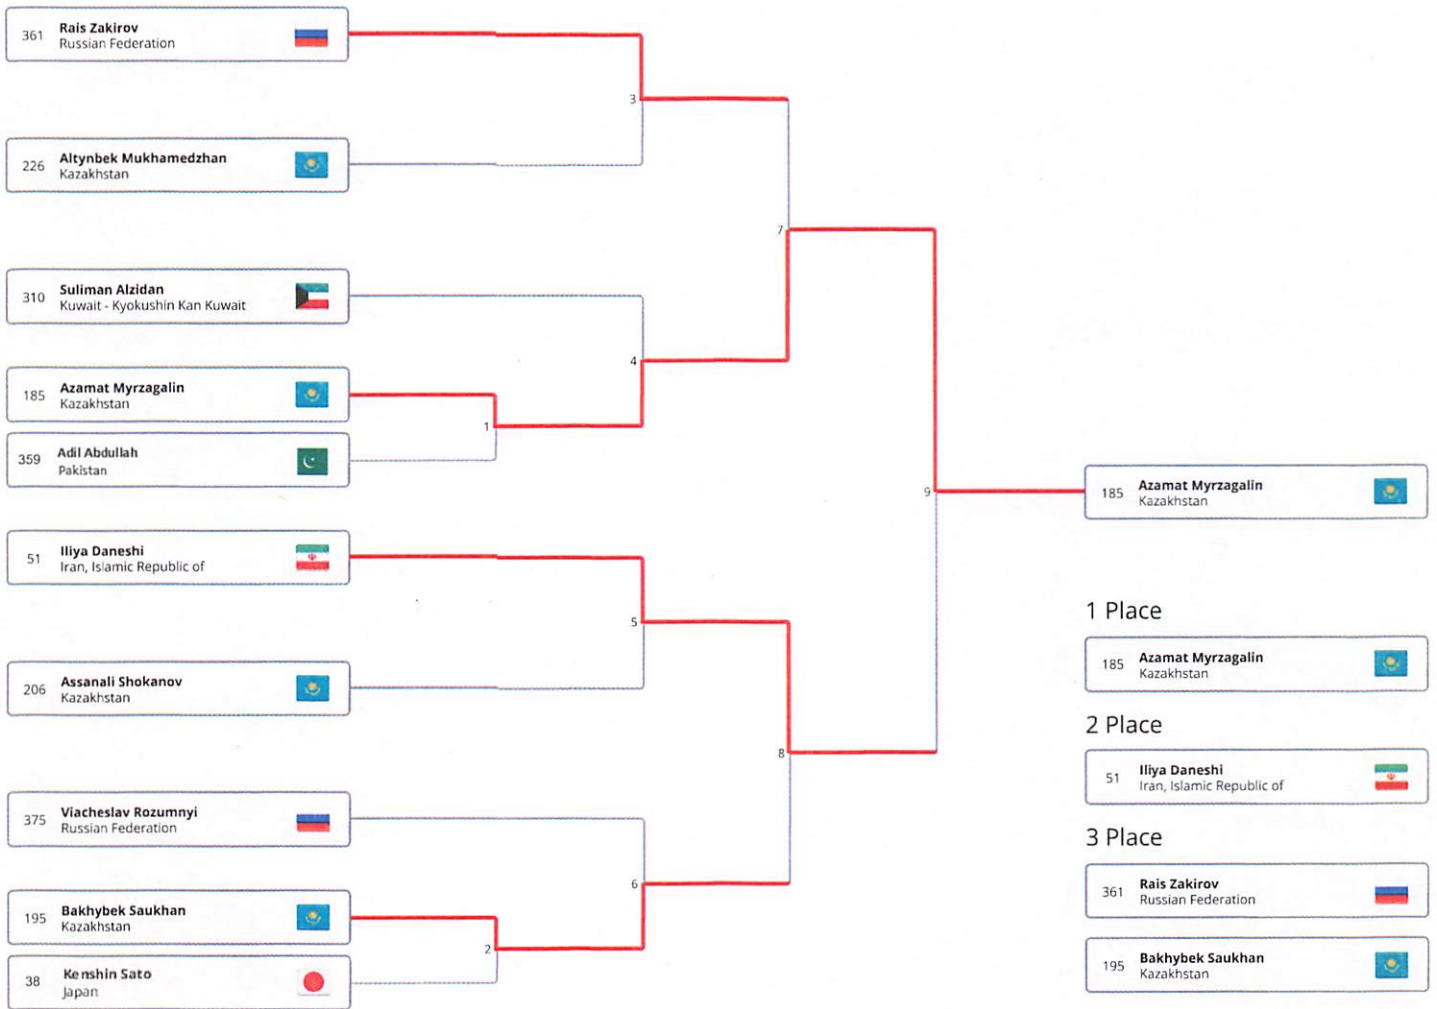 361 Rais Zakirov
Russian Federation
3
226 Altynbek Mukhamedzhan
Kazakhstan
7
310 Suliman Alzidan
Kuwait - Kyokushin Kan Kuwait
4
185 Azamat Myrzagalin
Kazakhstan
1
359 Adil Abdullah
Pakistan
9
185 Azamat Myrzagalin
Kazakhstan
51 Iliya Daneshi
Iran, Islamic Republic of
5
206 Assanali Shokanov
Kazakhstan
8
375 Viacheslav Rozumnyi
Russian Federation
6
195 Bakhybek Saukhan
Kazakhstan
2
38 Kenshin Sato
Japan
1 Place
185 Azamat Myrzagalin
Kazakhstan
2 Place
51 Iliya Daneshi
Iran, Islamic Republic of
3 Place
361 Rais Zakirov
Russian Federation
195 Bakhybek Saukhan
Kazakhstan